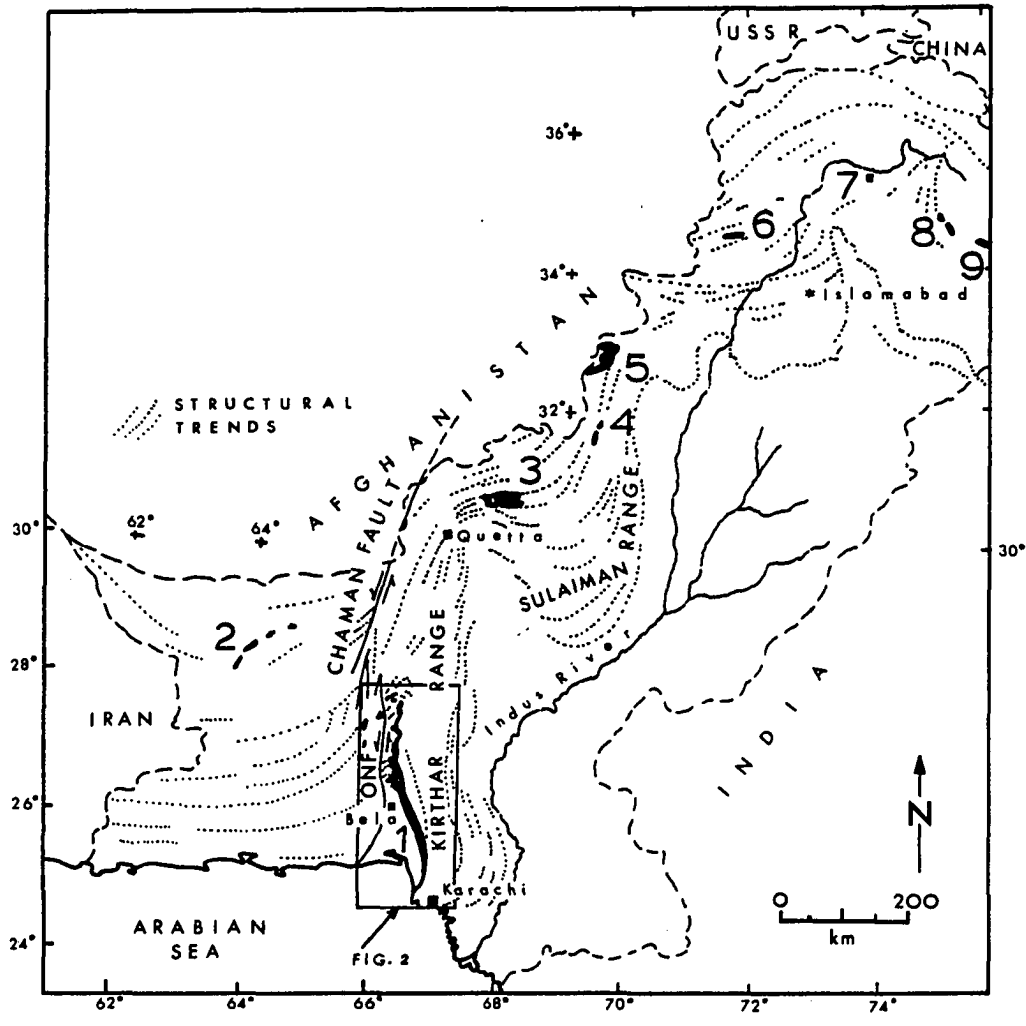 USSR
CHINA
36°+
7
6
8
9
34°+
*Islamabad
AFGHANISTAN
5
STRUCTURAL
TRENDS
32°+
4
3
30°
62°
+
64°
+
CHAMAN FAULT
Quetta
30°
SULAIMAN RANGE
2
28°
KIRTHAR RANGE
Indus River
IRAN
INDIA
ONF
26°
Bela
N
Karachi
0 200
km
ARABIAN
SEA
24°
FIG. 2
62° 64° 66° 68° 70° 72° 74°